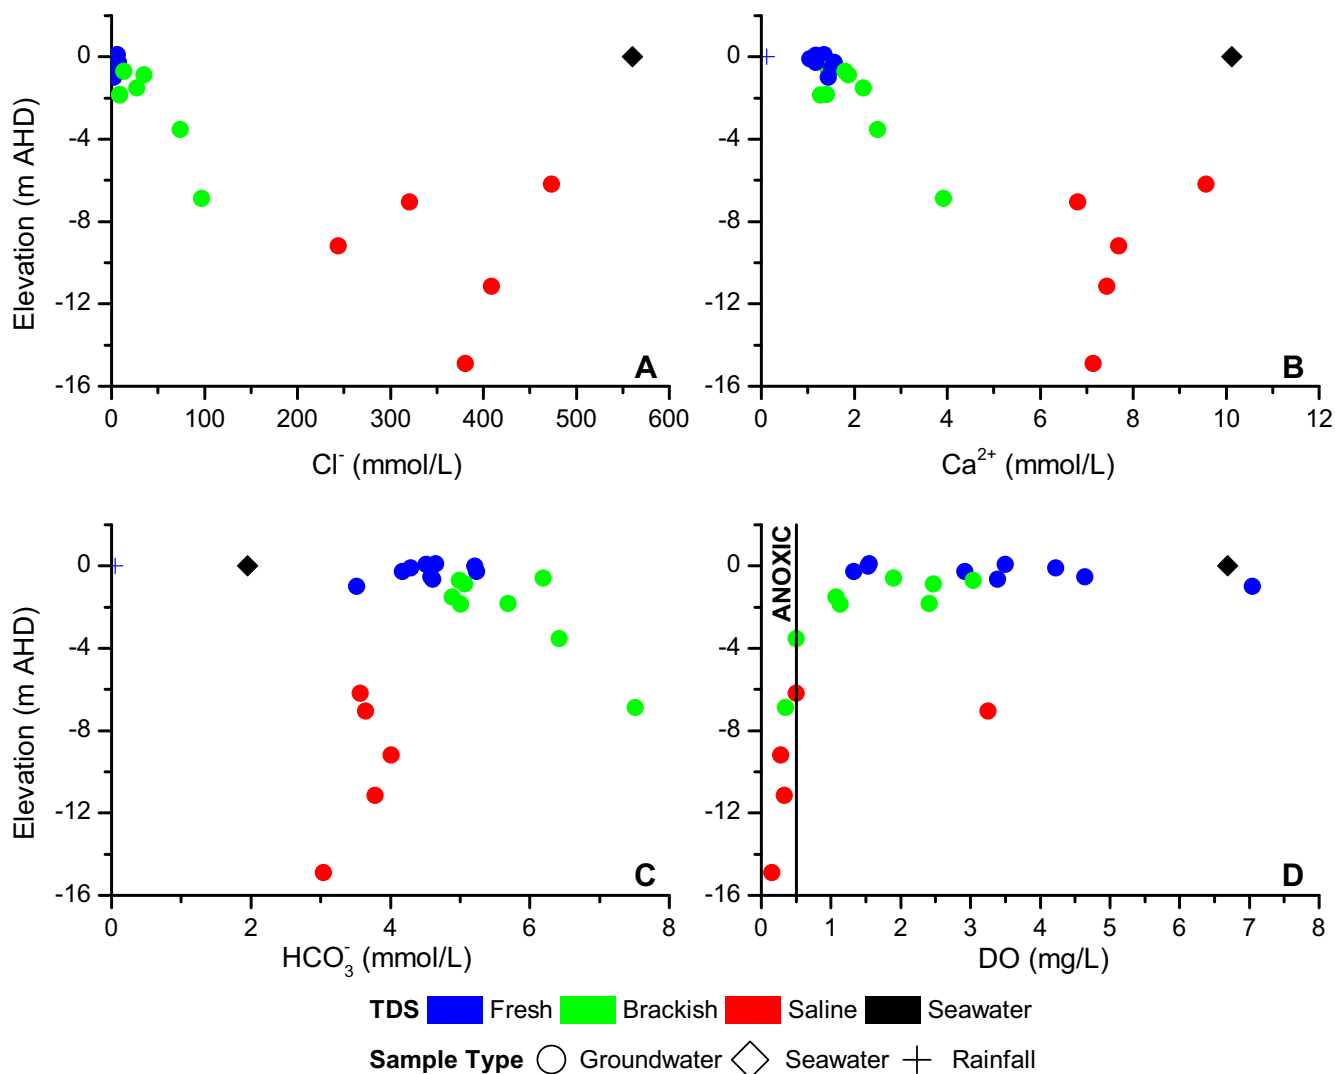 0
-4
-8
-12
-16
Elevation (m AHD)
A
0 100 200 300 400 500 600
Cl⁻ (mmol/L)
0
-4
-8
-12
-16
B
0 2 4 6 8 10 12
Ca²⁺ (mmol/L)
0
-4
-8
-12
-16
Elevation (m AHD)
C
0 2 4 6 8
HCO₃⁻ (mmol/L)
0
-4
-8
-12
-16
ANOXIC
D
0 1 2 3 4 5 6 7 8
DO (mg/L)
TDS Fresh Brackish Saline Seawater
Sample Type Groundwater Seawater Rainfall